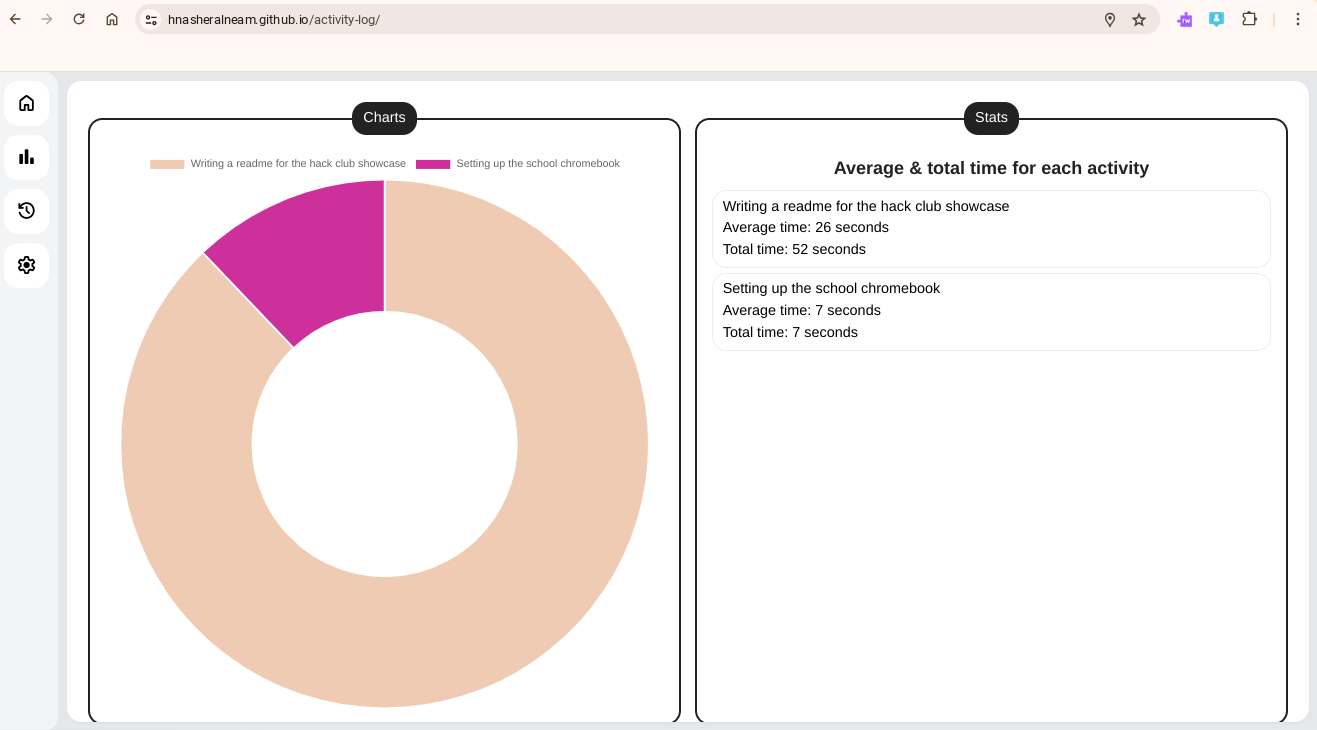 hnasheralneam.github.io/activity-log/
Charts
Writing a readme for the hack club showcase Setting up the school chromebook
Stats
Average & total time for each activity
Writing a readme for the hack club showcase
Average time: 26 seconds
Total time: 52 seconds
Setting up the school chromebook
Average time: 7 seconds
Total time: 7 seconds